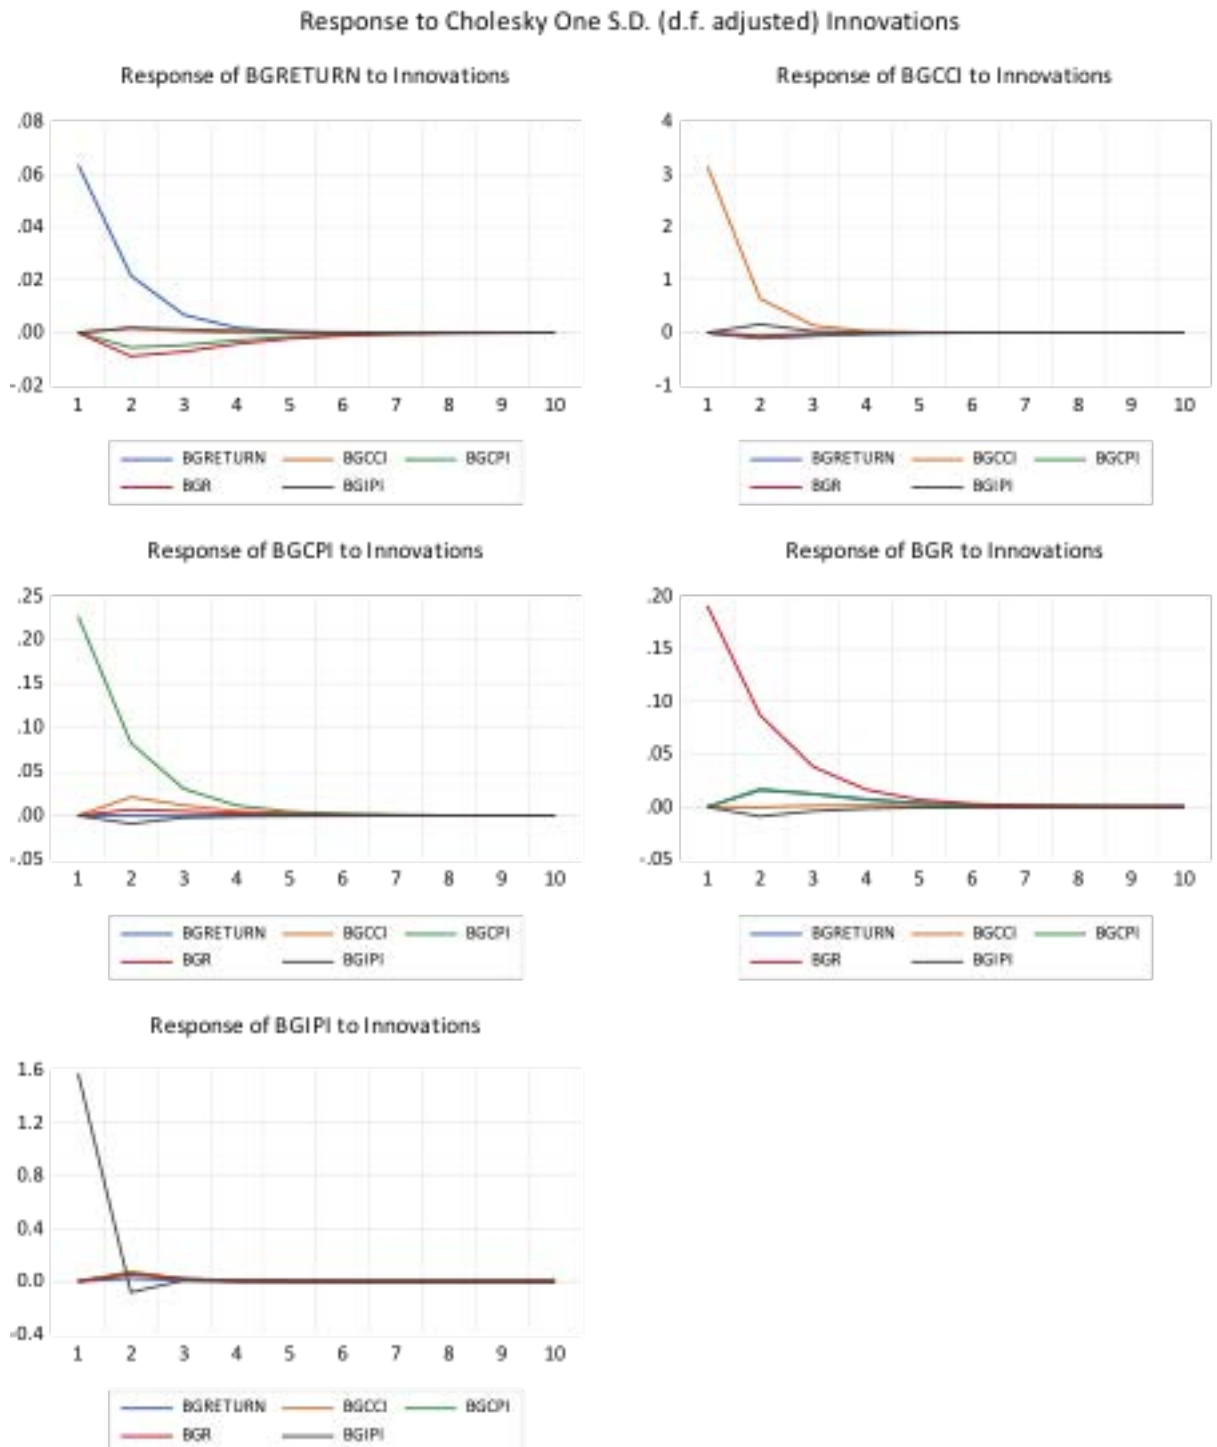 Response to Cholesky One S.D. (d.f. adjusted) Innovations
Response of BGRETURN to Innovations
.08
.06
.04
.02
.00
-.02
1 2 3 4 5 6 7 8 9 10
BGRETURN BGCCI BGCPI
BGR BGIPI
Response of BGCCI to Innovations
4
3
2
1
0
-1
1 2 3 4 5 6 7 8 9 10
BGRETURN BGCCI BGCPI
BGR BGIPI
Response of BGCPI to Innovations
.25
.20
.15
.10
.05
.00
-.05
1 2 3 4 5 6 7 8 9 10
BGRETURN BGCCI BGCPI
BGR BGIPI
Response of BGR to Innovations
.20
.15
.10
.05
.00
-.05
1 2 3 4 5 6 7 8 9 10
BGRETURN BGCCI BGCPI
BGR BGIPI
Response of BGIPI to Innovations
1.6
1.2
0.8
0.4
0.0
-0.4
1 2 3 4 5 6 7 8 9 10
BGRETURN BGCCI BGCPI
BGR BGIPI